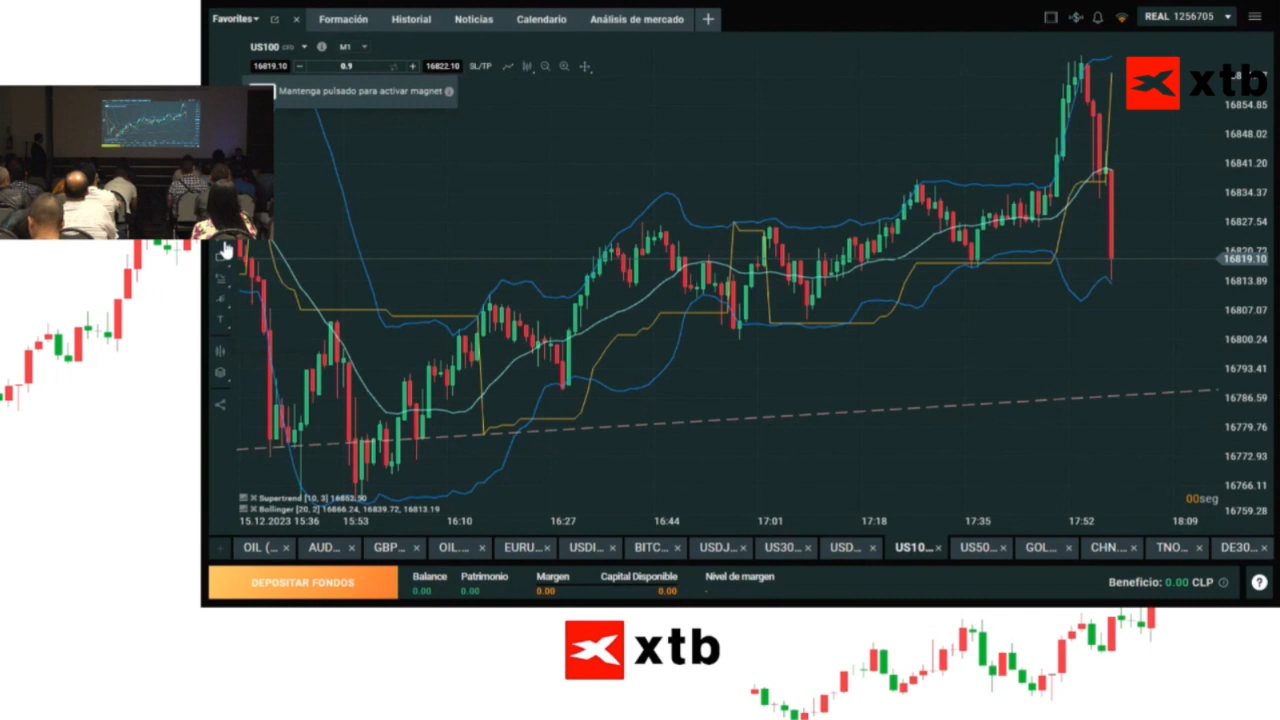 Favorites
Formación
Historial
Noticias
Calendario
Análisis de mercado
REAL 1256705
US100 CFD
M1
16819.10
0.9
16822.10
SL/TP
Mantenga pulsado para activar magnet
xtb
16854.85
16848.02
16841.20
16834.37
16827.54
16820.72
16819.10
16813.89
16807.07
16800.24
16793.41
16786.59
16779.76
16772.93
16766.11
16759.28
00seg
Supertrend [10, 3] 16862.50
Bollinger [20, 2] 16866.24, 16839.72, 16813.19
15.12.2023 15:36
15:53
16:10
16:27
16:44
17:01
17:18
17:35
17:52
18:09
OIL (...
AUD...
GBP...
OIL....
EURU...
USDI...
BITC...
USDJ...
US30...
USD...
US10...
US50...
GOL...
CHN....
TNO...
DE30...
DEPOSITAR FONDOS
Balance
0.00
Patrimonio
0.00
Margen
0.00
Capital Disponible
0.00
Nivel de margen
-
Beneficio: 0.00 CLP
xtb